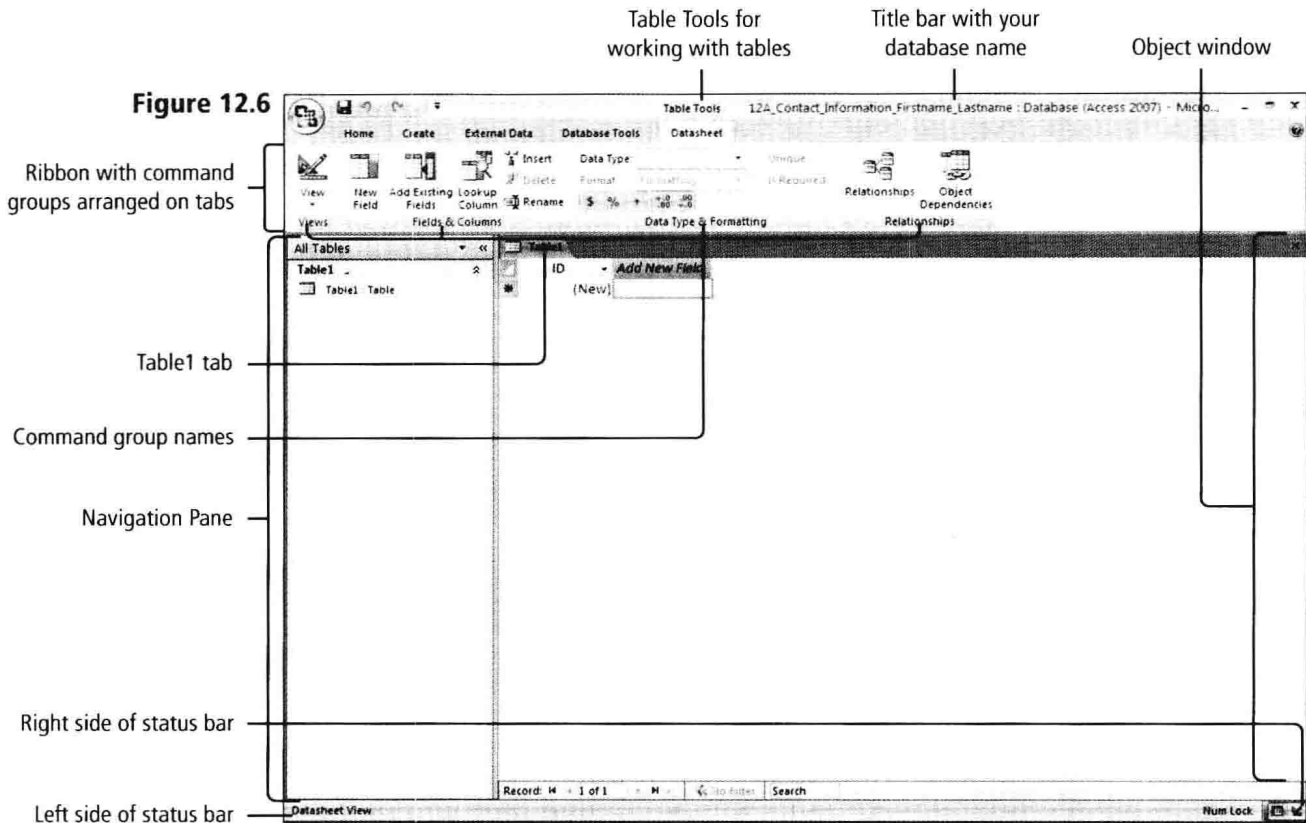 Table Tools for
working with tables
Title bar with your
database name
Object window
Figure 12.6
Table Tools
12A_Contact_Information_Firstname_Lastname : Database (Access 2007) - Micro...
Home
Create
External Data
Database Tools
Datasheet
Ribbon with command
groups arranged on tabs
View
New
Field
Add Existing
Fields
Lookup
Column
Insert
Delete
Rename
Data Type:
Format
Formatting
$ % ,
Unique
Is Required
Relationships
Object
Dependencies
Views
Fields & Columns
Data Type & Formatting
Relationships
All Tables
Table1
Table1
ID
Add New Field
Table1 : Table
(New)
Table1 tab
Command group names
Navigation Pane
Right side of status bar
Record: 1 of 1
No Filter
Search
Left side of status bar
Datasheet View
Num Lock